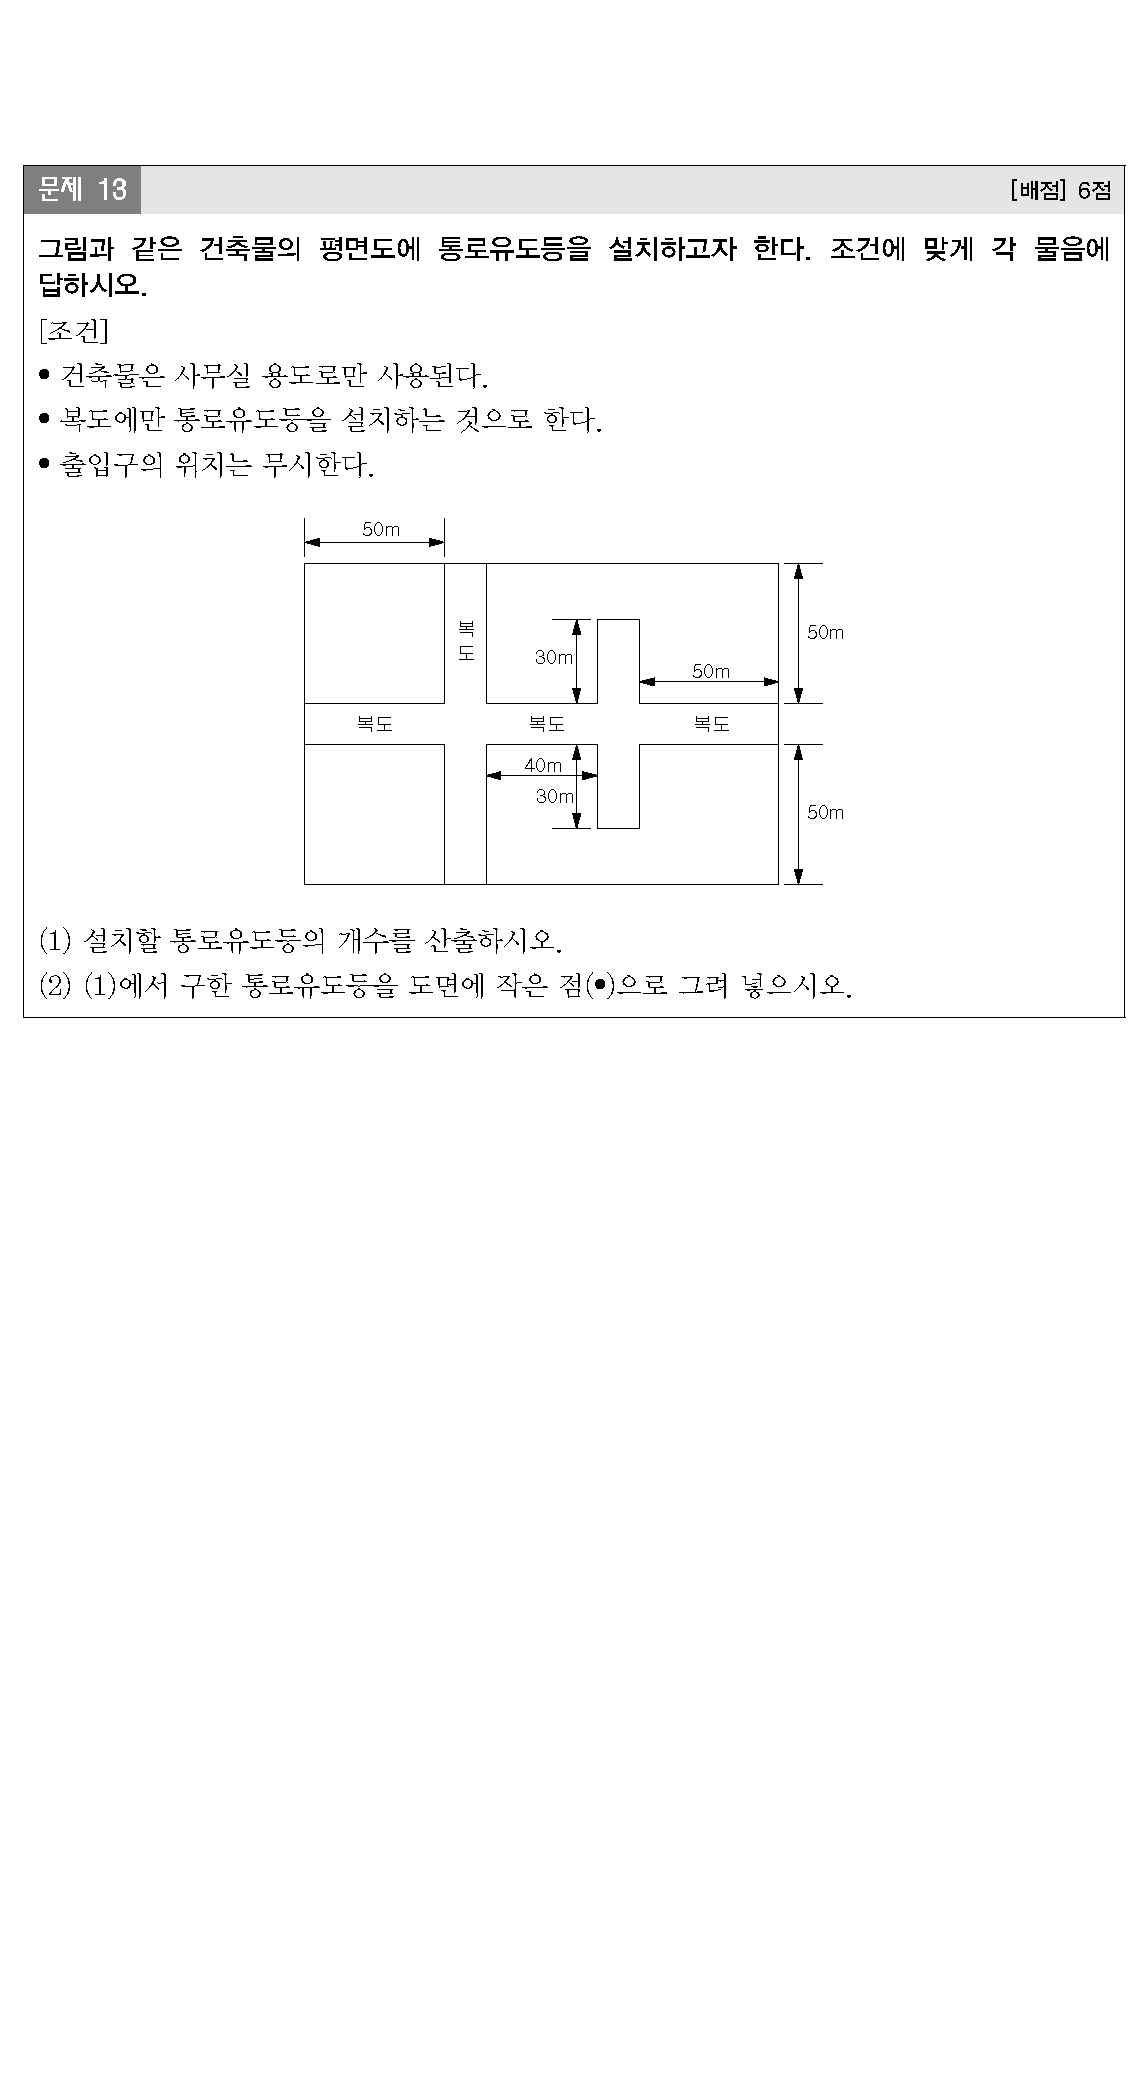 문제 13 [배점] 6점
그림과 같은 건축물의 평면도에 통로유도등을 설치하고자 한다. 조건에 맞게 각 물음에
답하시오.
[조건]
● 건축물은 사무실 용도로만 사용된다.
● 복도에만 통로유도등을 설치하는 것으로 한다.
● 출입구의 위치는 무시한다.
50m
복도
50m
30m
50m
복도
복도
복도
40m
30m
50m
(1) 설치할 통로유도등의 개수를 산출하시오.
(2) (1)에서 구한 통로유도등을 도면에 작은 점(●)으로 그려 넣으시오.